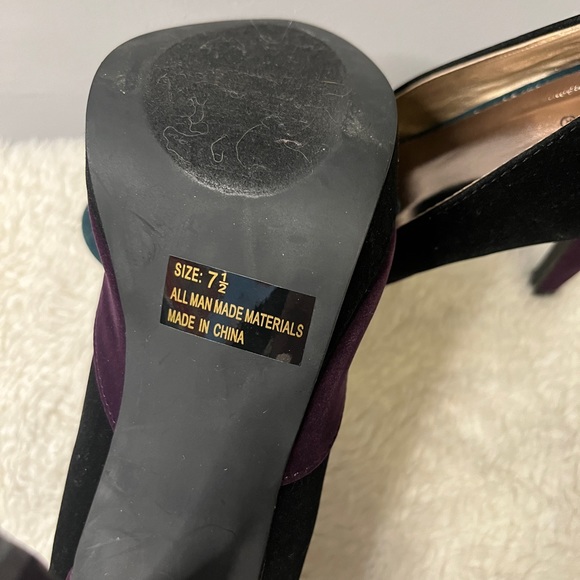 SIZE: 7½
ALL MAN MADE MATERIALS
MADE IN CHINA